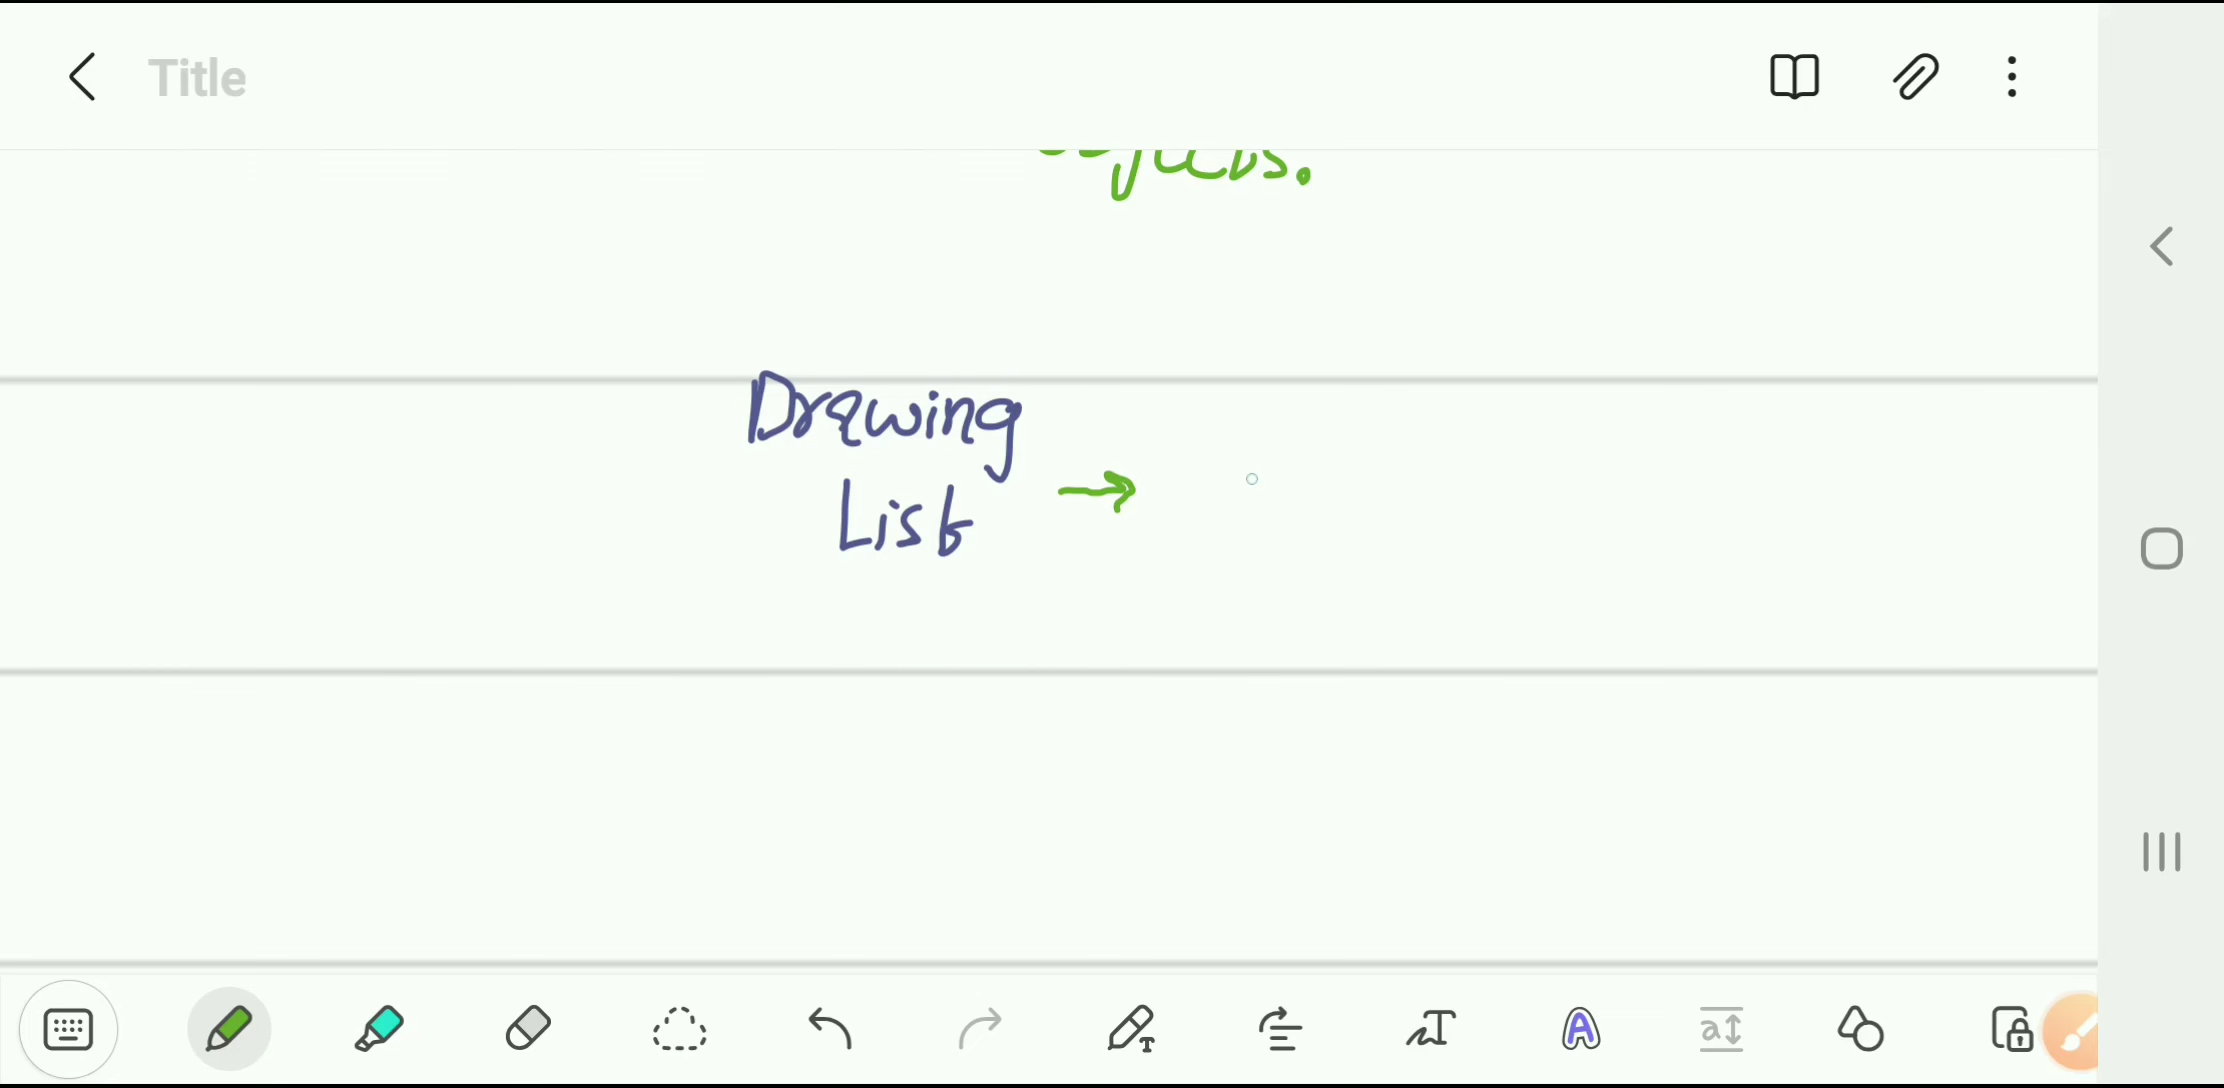 Title
Drawing
List →